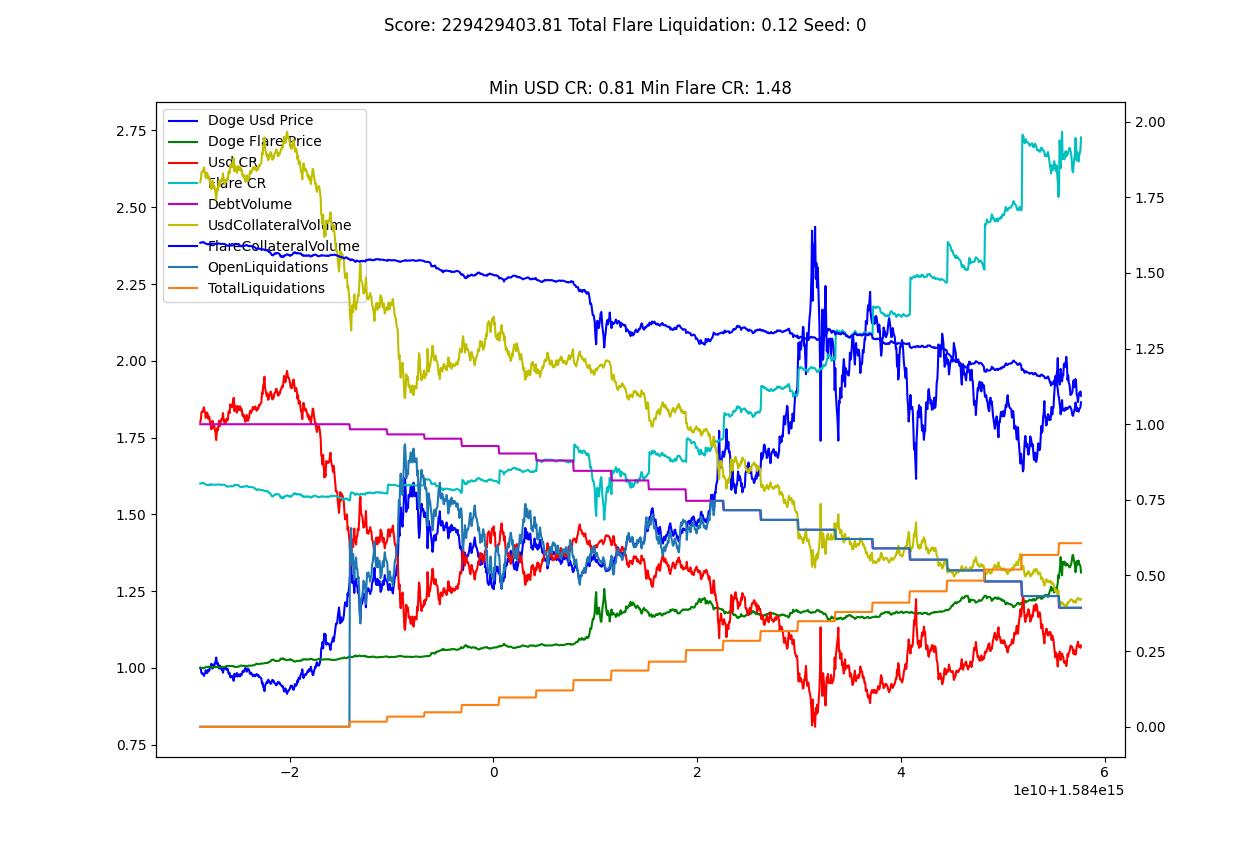 Score: 229429403.81 Total Flare Liquidation: 0.12 Seed: 0
Min USD CR: 0.81 Min Flare CR: 1.48
Doge Usd Price
Doge Flare Price
Usd CR
Flare CR
DebtVolume
UsdCollateralVolume
FlareCollateralVolume
OpenLiquidations
TotalLiquidations
2.75
2.50
2.25
2.00
1.75
1.50
1.25
1.00
0.75
2.00
1.75
1.50
1.25
1.00
0.75
0.50
0.25
0.00
−2 0 2 4 6
1e10+1.584e15